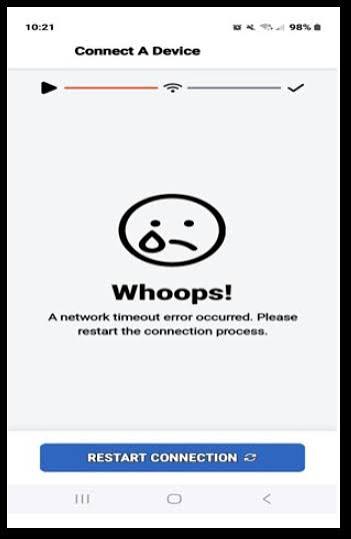 10:21
98%
Connect A Device
Whoops!
A network timeout error occurred. Please
restart the connection process.
RESTART CONNECTION